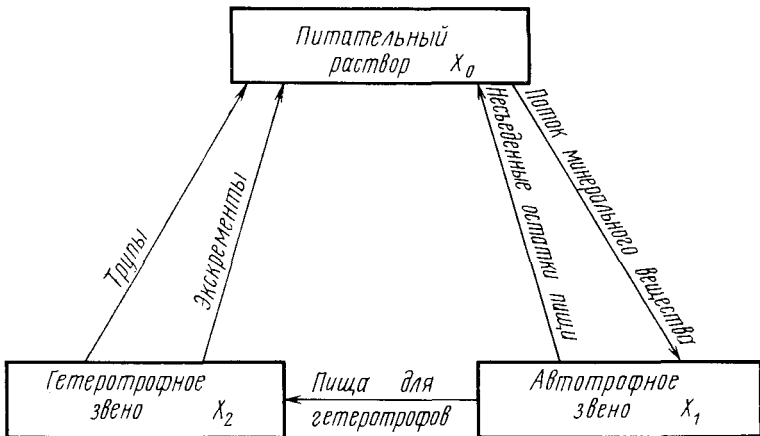 Питательный
раствор X₀
Трупы
Экскременты
Несъеденные остатки пищи
Поток минерального вещества
Гетеротрофное
звено X₂
Пища для
гетеротрофов
Автотрофное
звено X₁